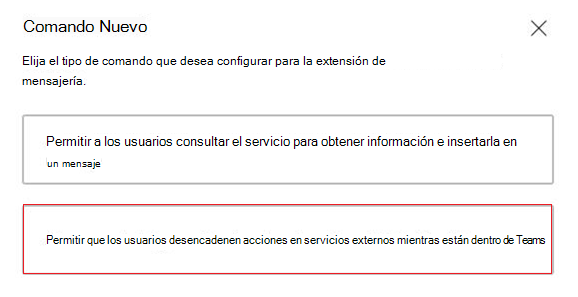 Comando Nuevo
Elija el tipo de comando que desea configurar para la extensión de
mensajería.
Permitir a los usuarios consultar el servicio para obtener información e insertarla en
un mensaje
Permitir que los usuarios desencadenen acciones en servicios externos mientras están dentro de Teams